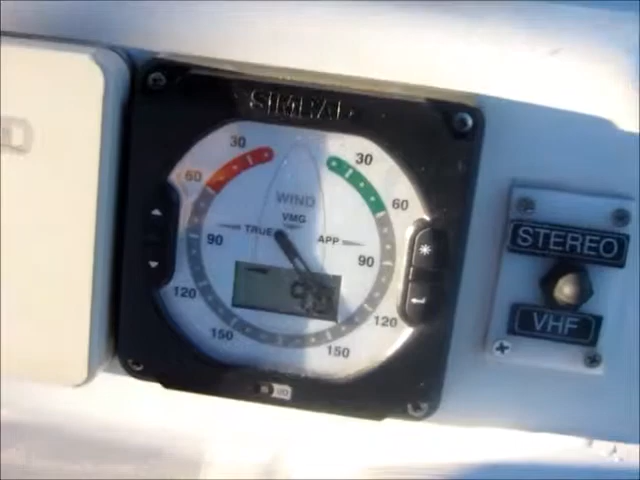 SIMRAD
30 30
60 60
WIND
VMG
TRUE APP
90 90
120 120
150 150
STEREO
VHF